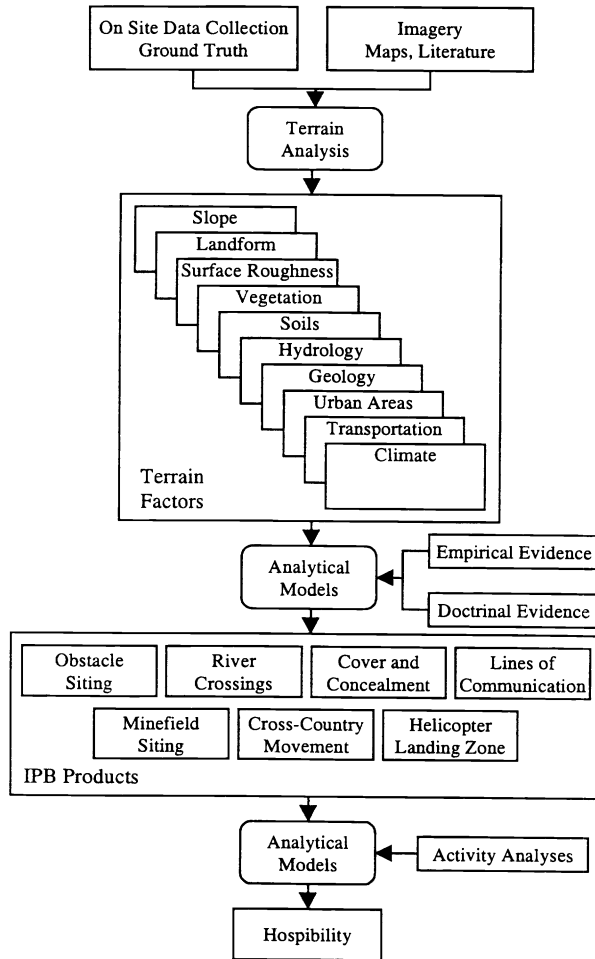 On Site Data Collection
Ground Truth
Imagery
Maps, Literature
Terrain
Analysis
Slope
Landform
Surface Roughness
Vegetation
Soils
Hydrology
Geology
Urban Areas
Transportation
Climate
Terrain
Factors
Analytical
Models
Empirical Evidence
Doctrinal Evidence
Obstacle
Siting
River
Crossings
Cover and
Concealment
Lines of
Communication
Minefield
Siting
Cross-Country
Movement
Helicopter
Landing Zone
IPB Products
Analytical
Models
Activity Analyses
Hospibility